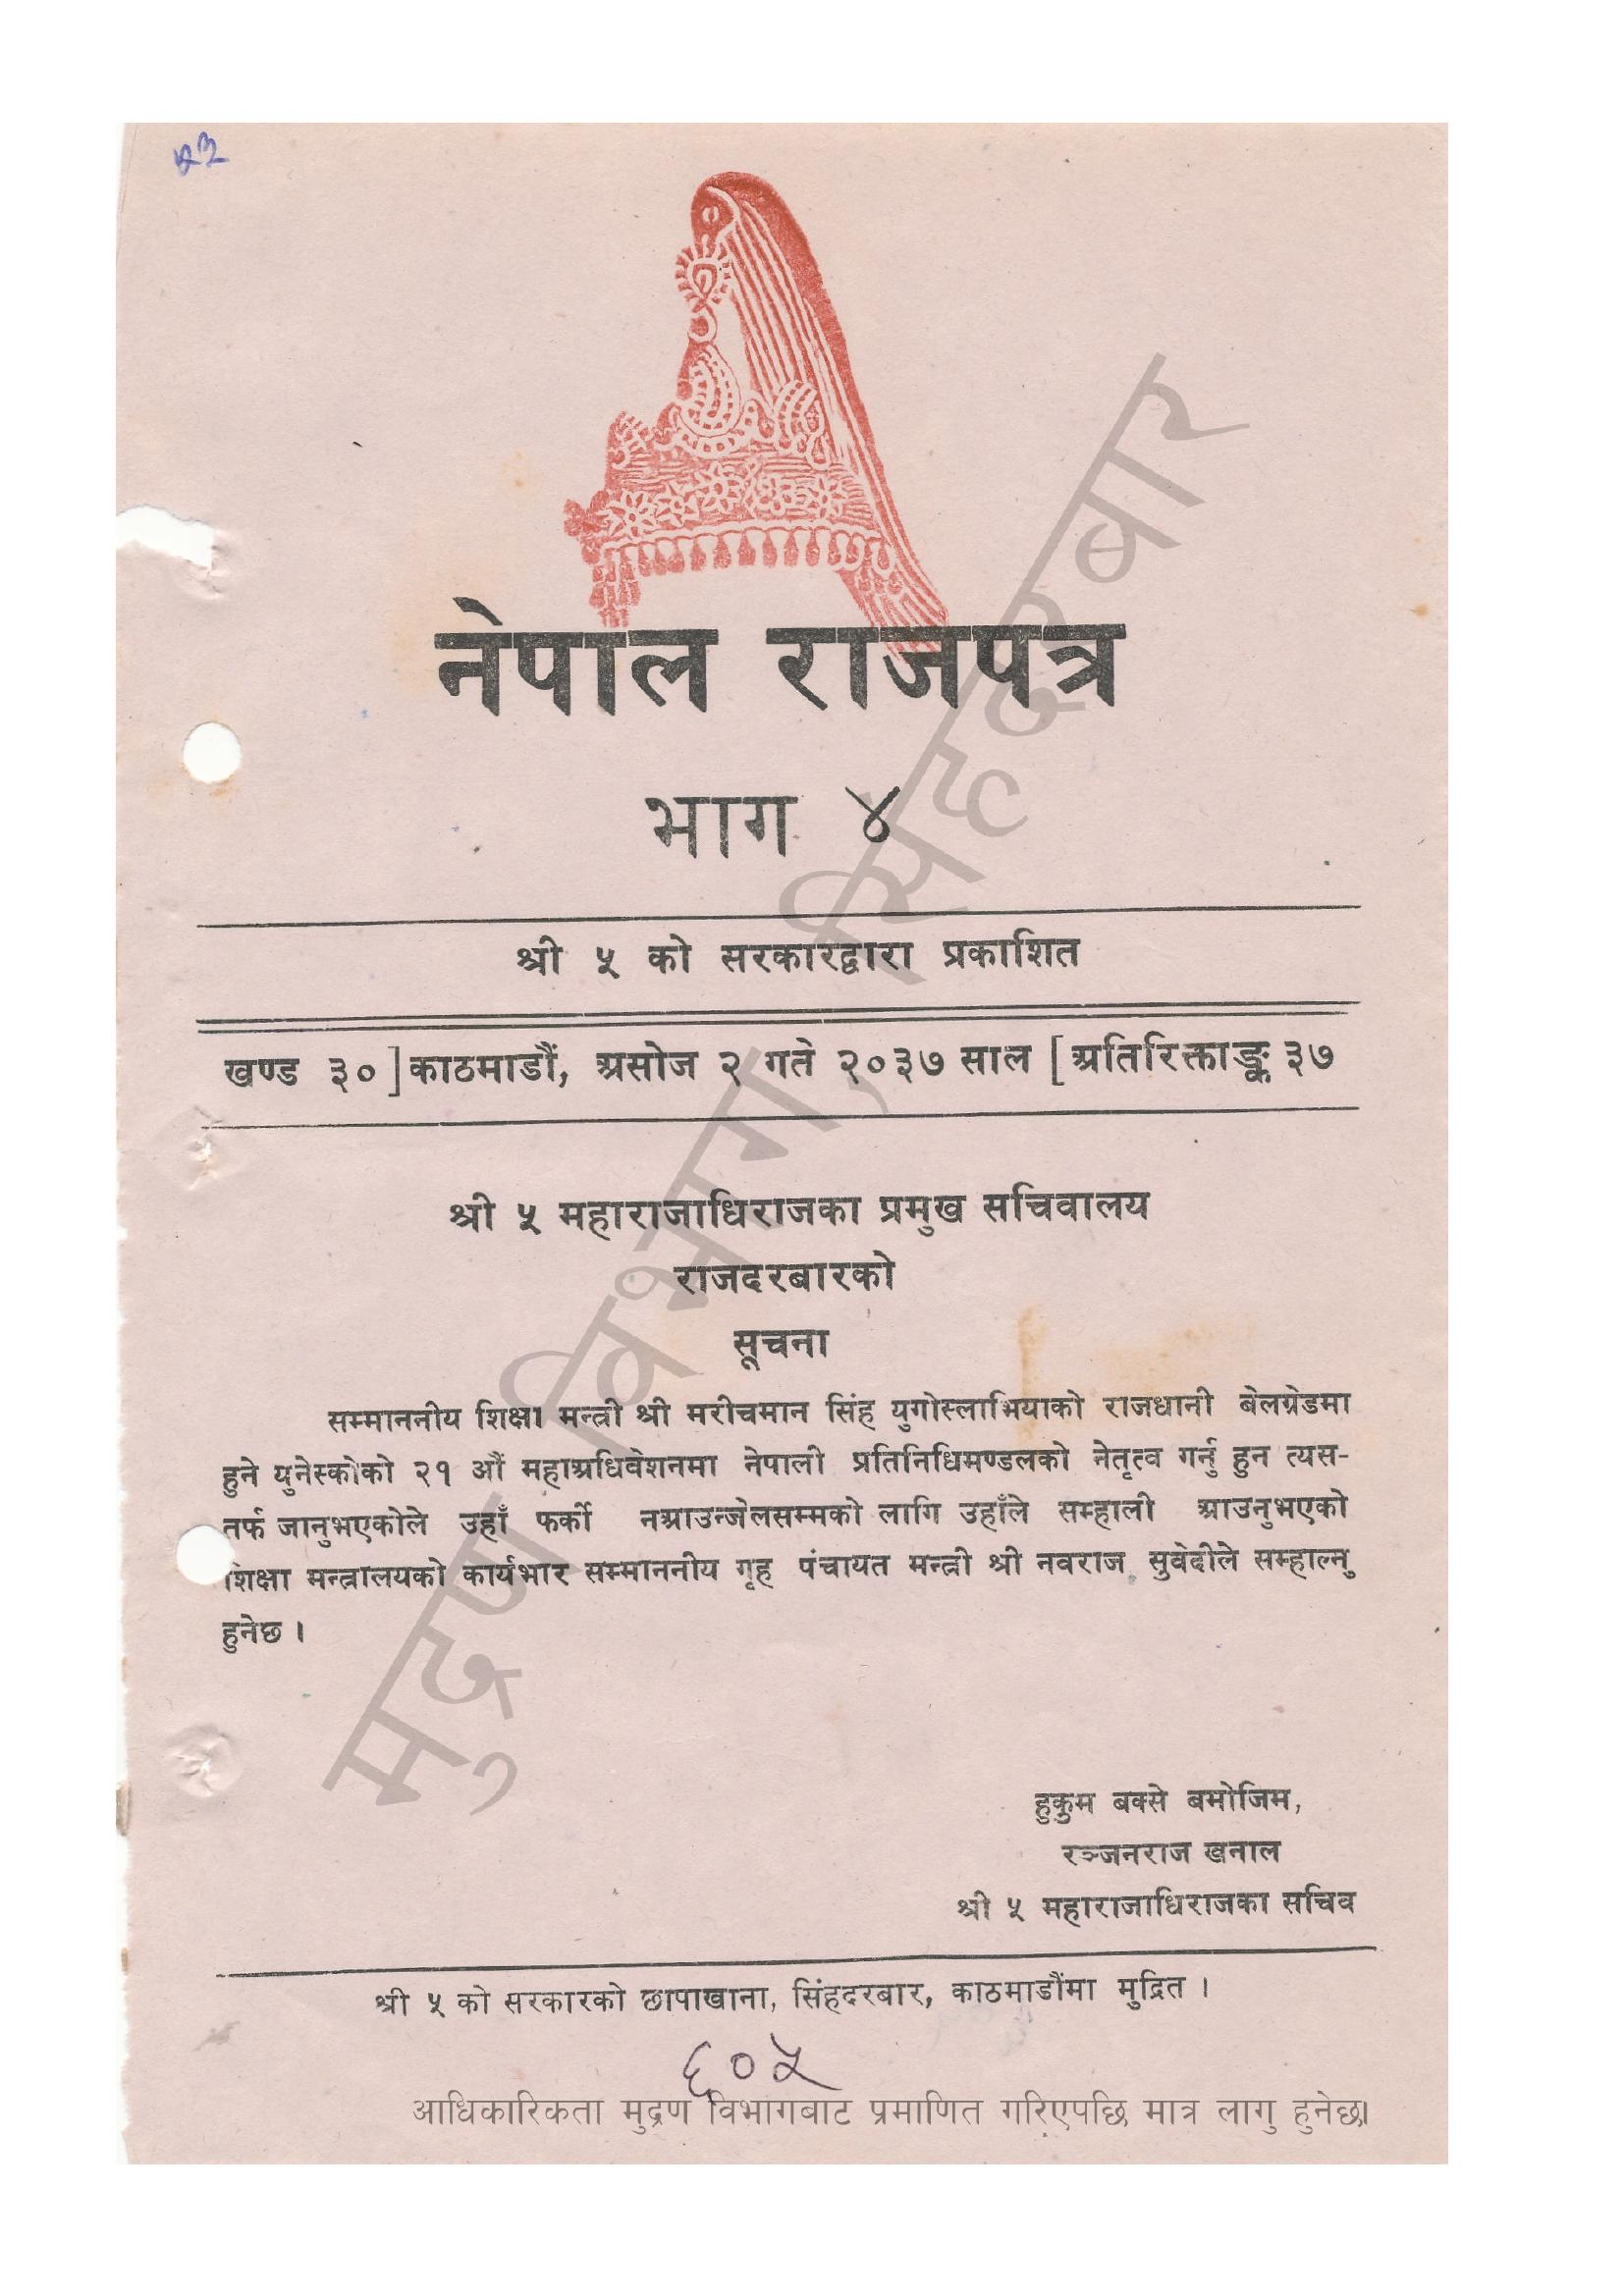 नेपाल राजपत्र
भाग ४
श्री ५ को सरकारद्वारा प्रकाशित
खण्ड ३०] काठमाडौं, असोज २ गते २०३७ साल [अतिरिक्ताङ्क ३७
श्री ५ महाराजाधिराजका प्रमुख सचिवालय
राजदरबारको
सूचना
सम्माननीय शिक्षा मन्त्री श्री मरीचमान सिंह युगोस्लाभियाको राजधानी बेलग्रेडमा
हुने युनेस्कोको २१ औं महाअधिवेशनमा नेपाली प्रतिनिधिमण्डलको नेतृत्व गर्नु हुन त्यस-
तर्फ जानुभएकोले उहाँ फर्की नआउन्जेलसम्मको लागि उहाँले सम्हाली आउनुभएको
शिक्षा मन्त्रालयको कार्यभार सम्माननीय गृह पंचायत मन्त्री श्री नवराज सुवेदीले सम्हाल्नु
हुनेछ ।
हुकुम बक्से बमोजिम,
रञ्जनराज खनाल
श्री ५ महाराजाधिराजका सचिव
श्री ५ को सरकारको छापाखाना, सिंहदरबार, काठमाडौंमा मुद्रित ।
६०५
आधिकारिकता मुद्रण विभागबाट प्रमाणित गरिएपछि मात्र लागु हुनेछ।
मुद्रण विभाग, सिंहदरबार